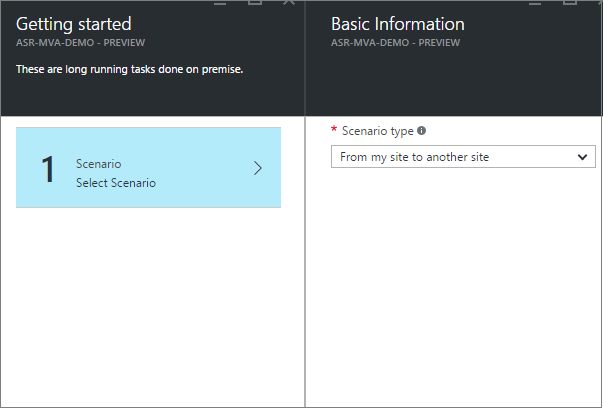 Getting started
ASR-MVA-DEMO - PREVIEW
These are long running tasks done on premise.
1
Scenario
Select Scenario
Basic Information
ASR-MVA-DEMO - PREVIEW
* Scenario type
From my site to another site